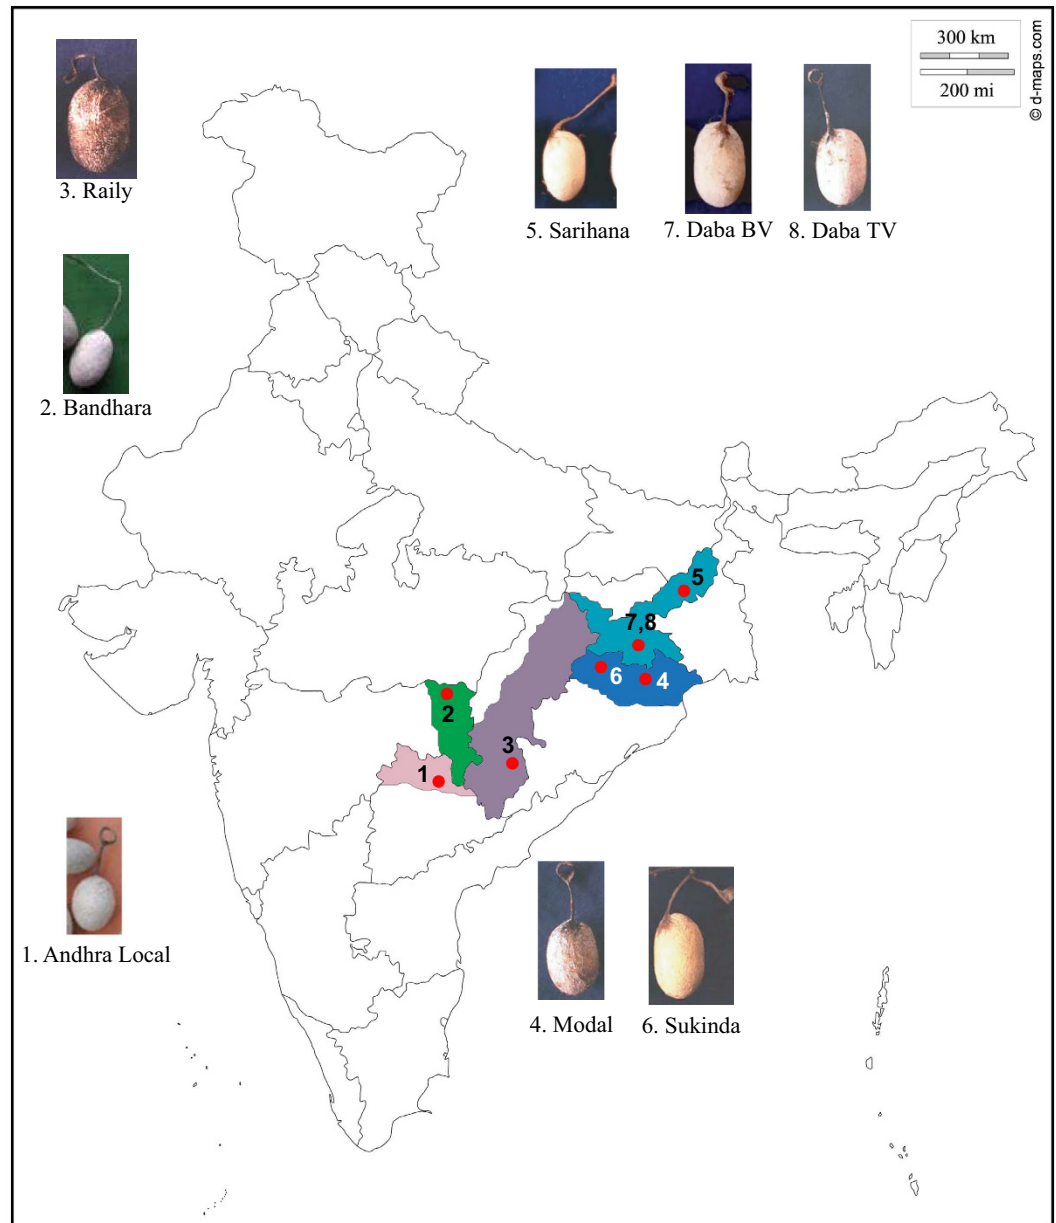 300 km
200 mi
© d-maps.com
3. Raily
5. Sarihana
7. Daba BV
8. Daba TV
2. Bandhara
5
7,8
6
4
2
3
1
1. Andhra Local
4. Modal
6. Sukinda